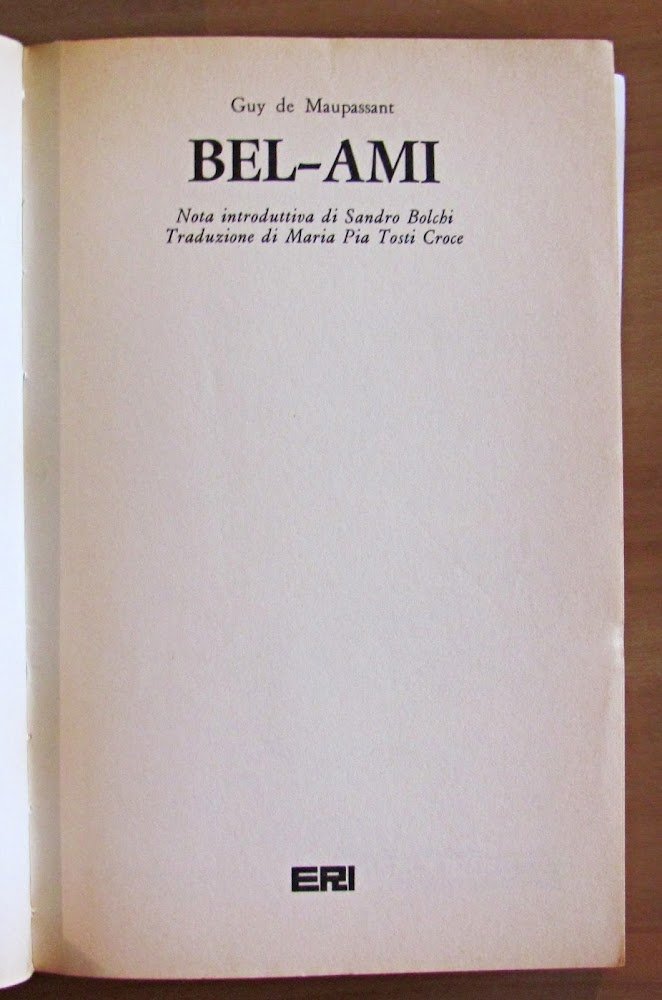 Guy de Maupassant
BEL-AMI
Nota introduttiva di Sandro Bolchi
Traduzione di Maria Pia Tosti Croce
ERI